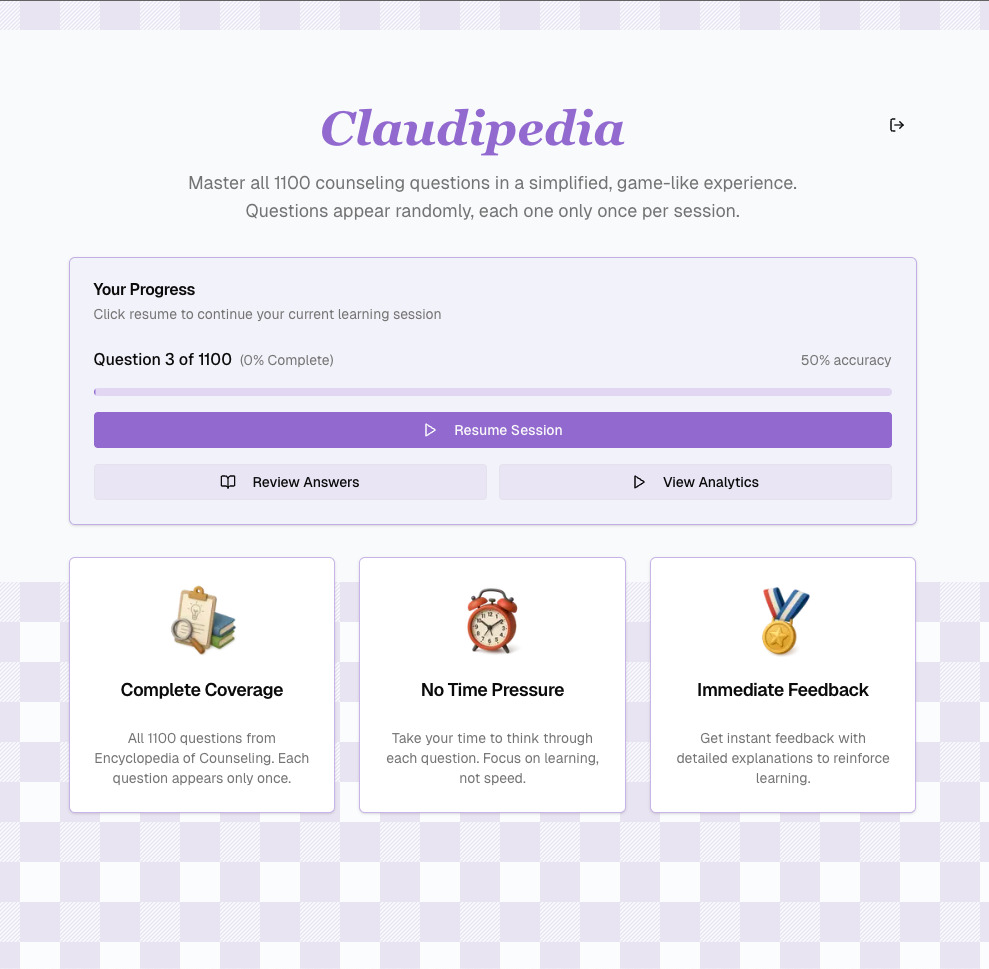 Claudipedia
Master all 1100 counseling questions in a simplified, game-like experience.
Questions appear randomly, each one only once per session.
Your Progress
Click resume to continue your current learning session
Question 3 of 1100 (0% Complete) 50% accuracy
Resume Session
Review Answers View Analytics
Complete Coverage
All 1100 questions from
Encyclopedia of Counseling. Each
question appears only once.
No Time Pressure
Take your time to think through
each question. Focus on learning,
not speed.
Immediate Feedback
Get instant feedback with
detailed explanations to reinforce
learning.